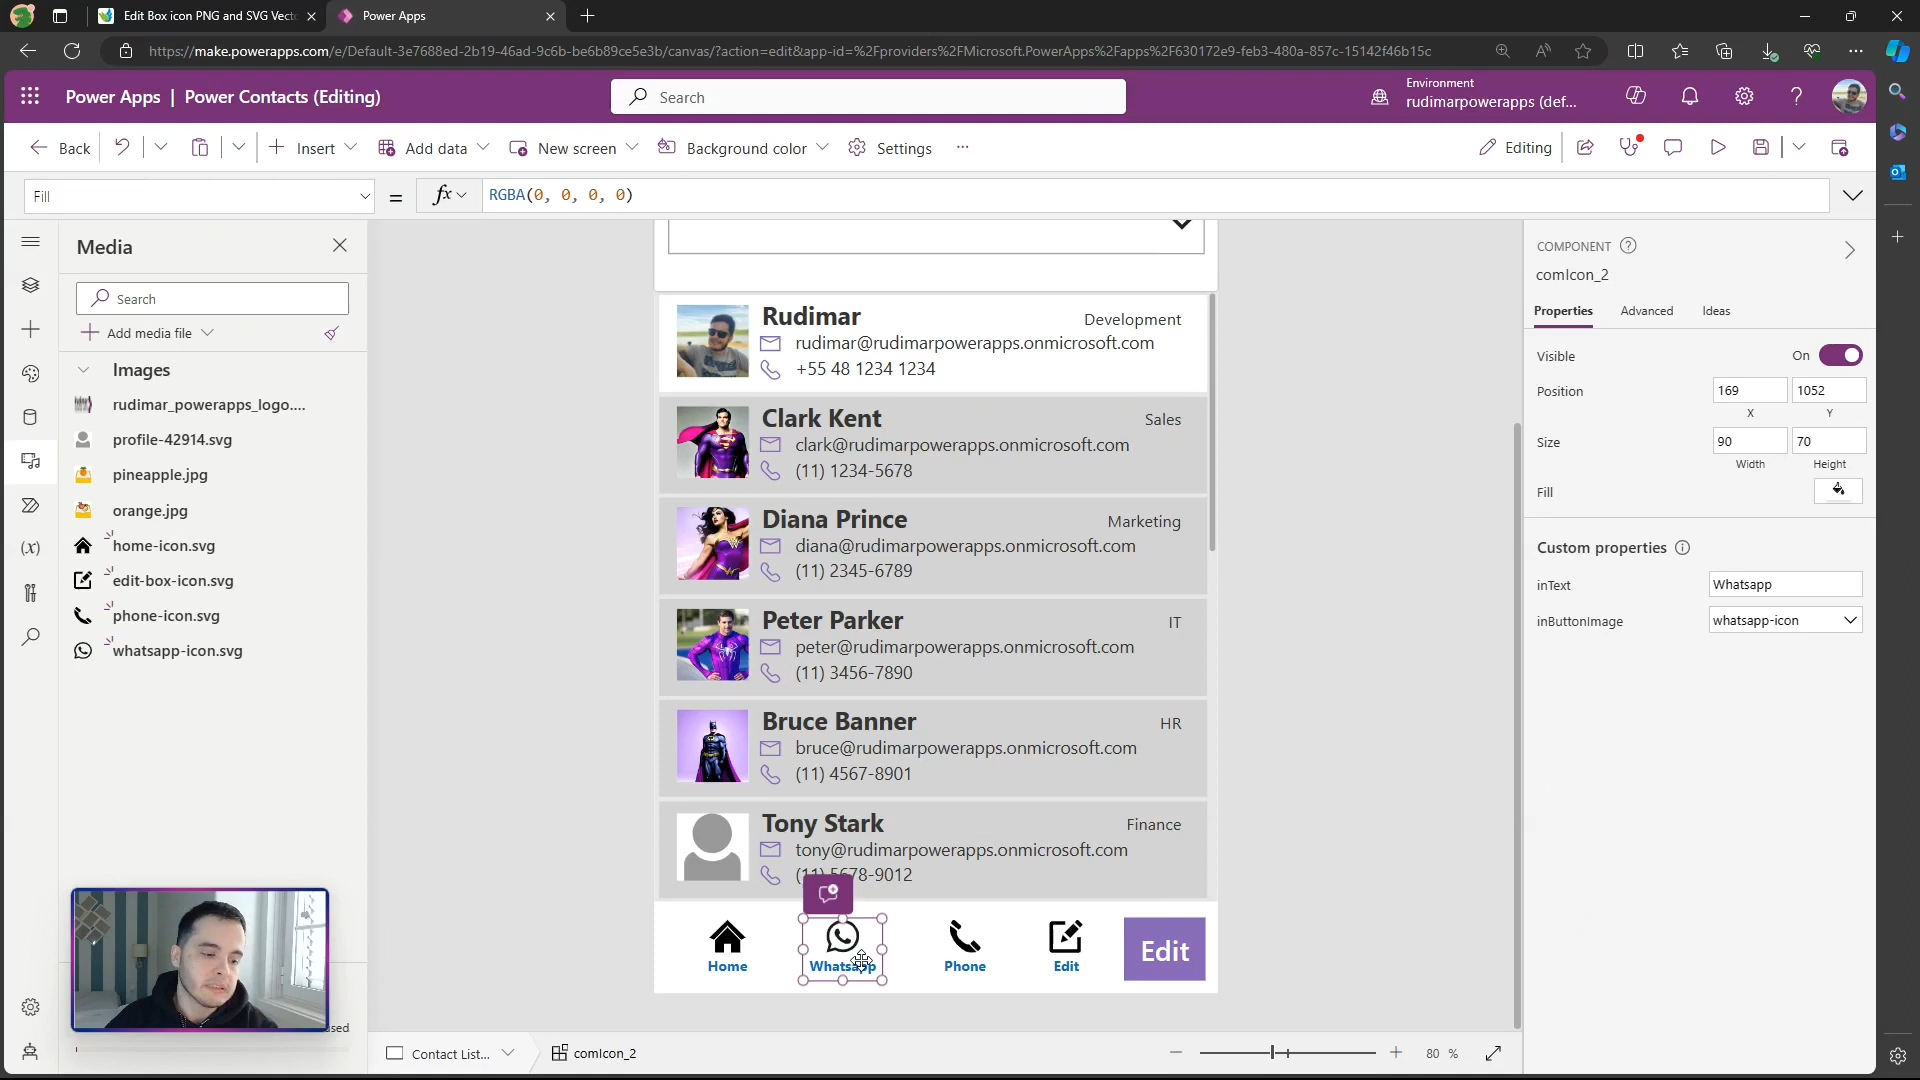 Edit Box icon PNG and SVG Vect
Power Apps
https://make.powerapps.com/e/Default-3e7688ed-2b19-46ad-9c6b-be6b89ce5e3b/canvas/?action=edit&app-id=%2Fproviders%2FMicrosoft.PowerApps%2Fapps%2F630172e9-feb3-480a-857c-15142f46b15c
Power Apps | Power Contacts (Editing)
Search
Environment
rudimarpowerapps (def...
Back
Insert
Add data
New screen
Background color
Settings
...
Editing
Fill
=
fx
RGBA(0, 0, 0, 0)
Media
Search
Add media file
Images
rudimar_powerapps_logo....
profile-42914.svg
pineapple.jpg
orange.jpg
home-icon.svg
edit-box-icon.svg
phone-icon.svg
whatsapp-icon.svg
used
Rudimar
Development
rudimar@rudimarpowerapps.onmicrosoft.com
+55 48 1234 1234
Clark Kent
Sales
clark@rudimarpowerapps.onmicrosoft.com
(11) 1234-5678
Diana Prince
Marketing
diana@rudimarpowerapps.onmicrosoft.com
(11) 2345-6789
Peter Parker
IT
peter@rudimarpowerapps.onmicrosoft.com
(11) 3456-7890
Bruce Banner
HR
bruce@rudimarpowerapps.onmicrosoft.com
(11) 4567-8901
Tony Stark
Finance
tony@rudimarpowerapps.onmicrosoft.com
(11) 5678-9012
Home
Whatsapp
Phone
Edit
Edit
Contact List...
comIcon_2
80 %
COMPONENT
comIcon_2
Properties
Advanced
Ideas
Visible
On
Position
169
1052
X
Y
Size
90
70
Width
Height
Fill
Custom properties
inText
Whatsapp
inButtonImage
whatsapp-icon